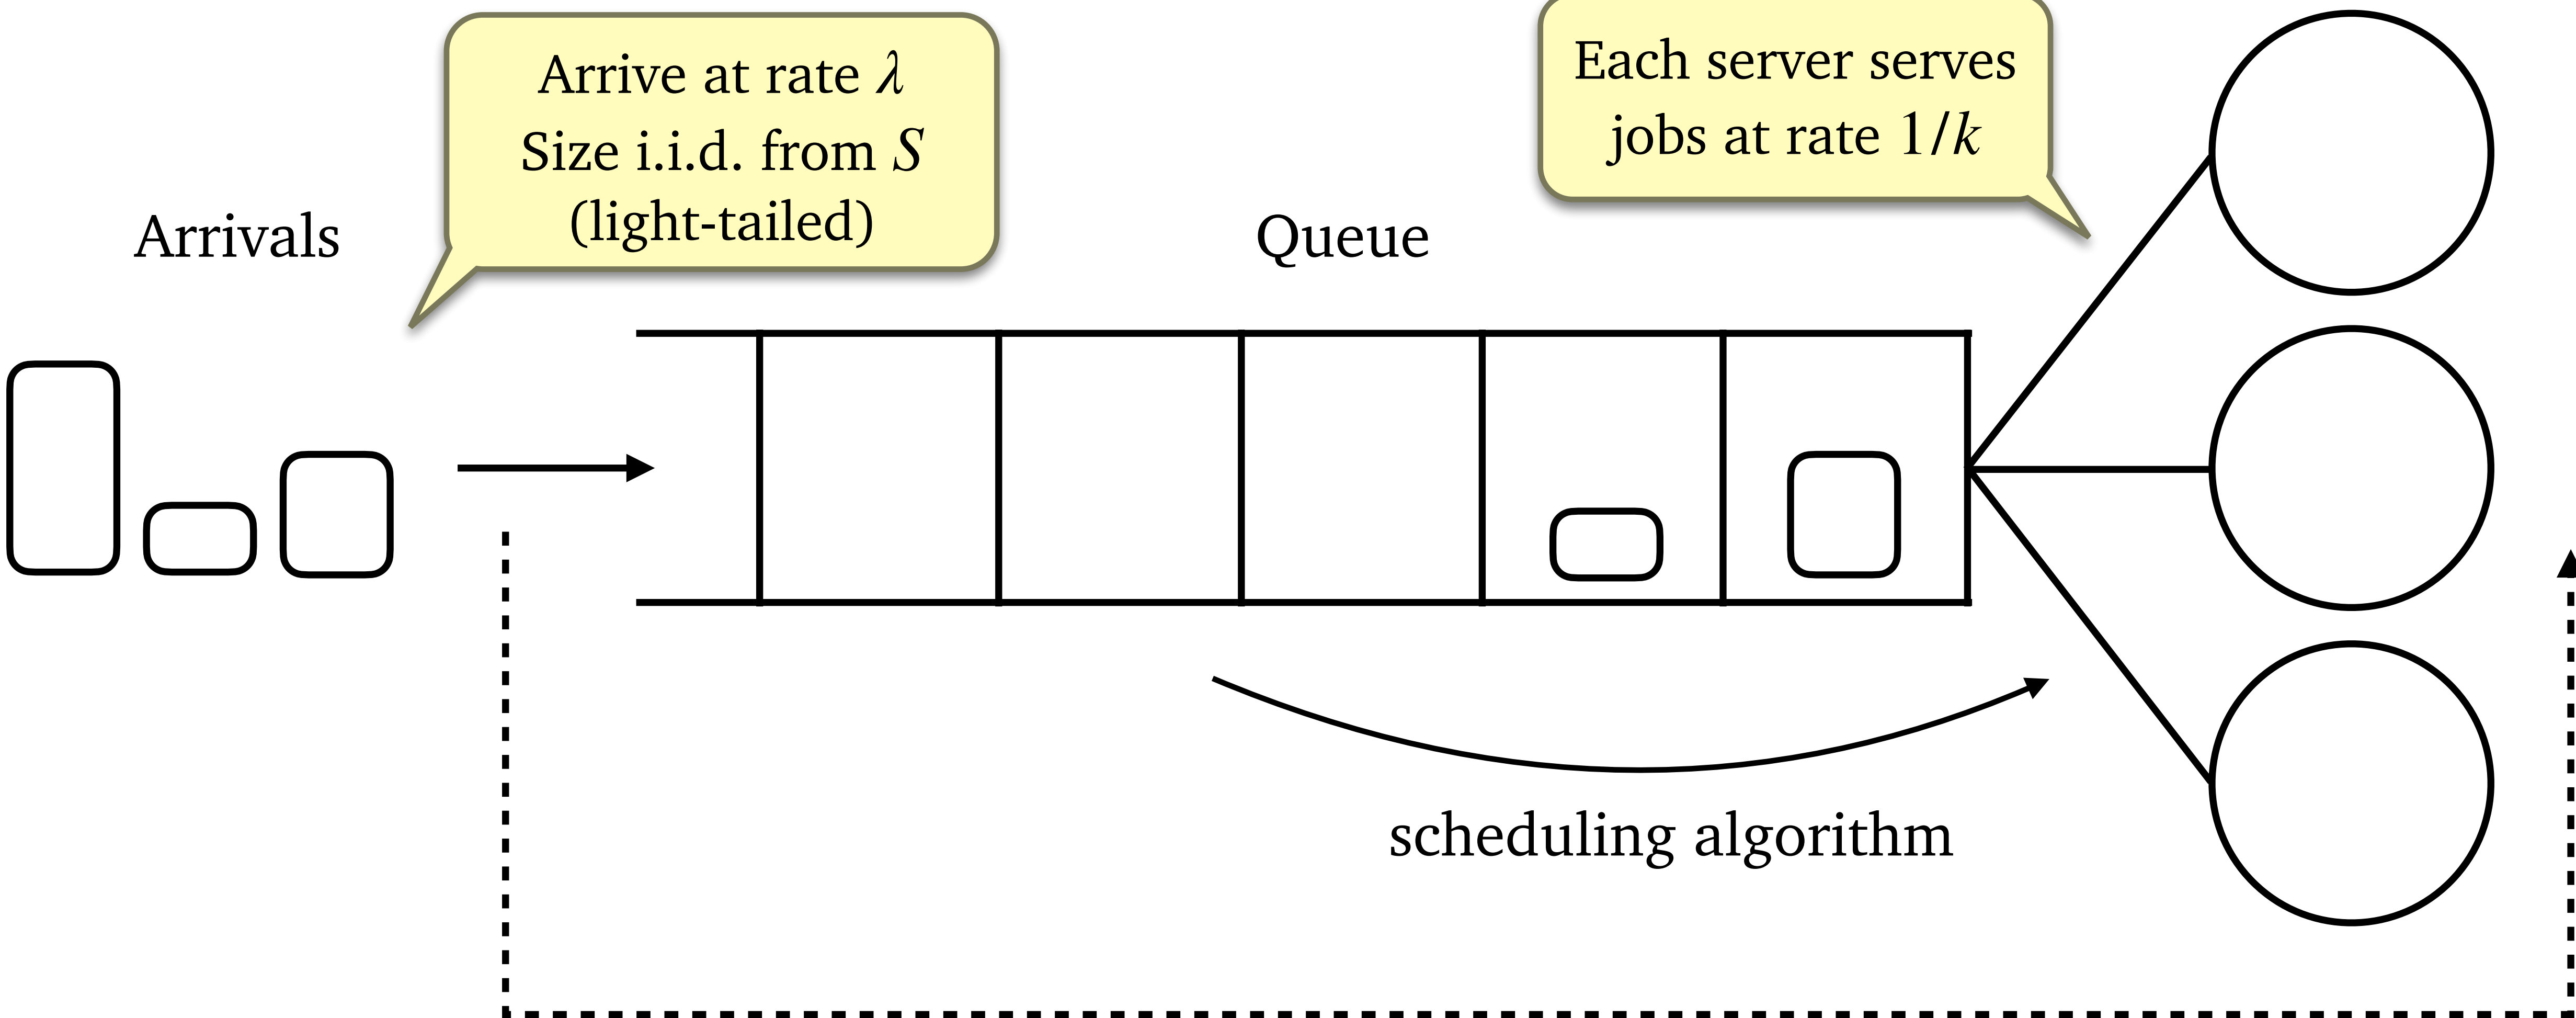 Arrive at rate λ
Size i.i.d. from S
(light-tailed)
Each server serves
jobs at rate 1/k
Arrivals
Queue
scheduling algorithm